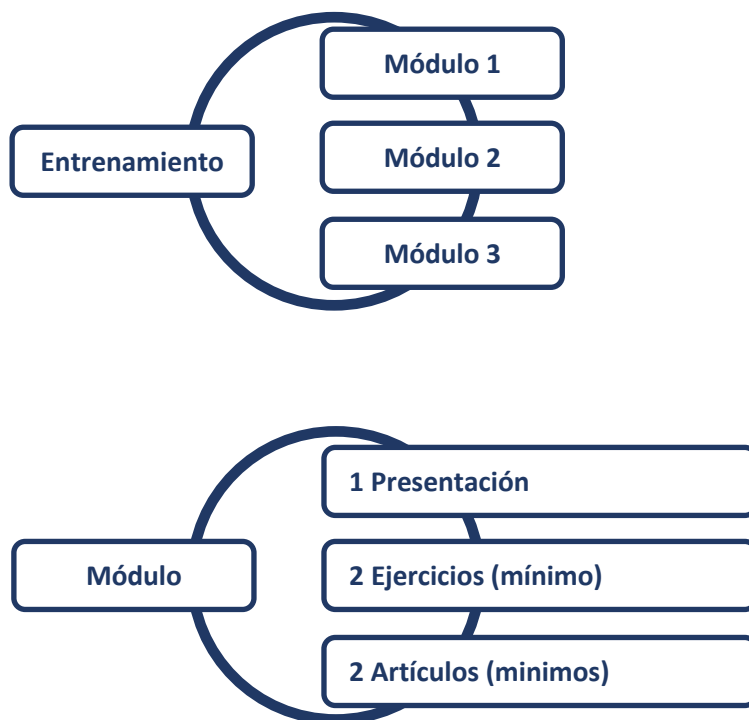 Módulo 1
Entrenamiento
Módulo 2
Módulo 3
1 Presentación
Módulo
2 Ejercicios (mínimo)
2 Artículos (minimos)